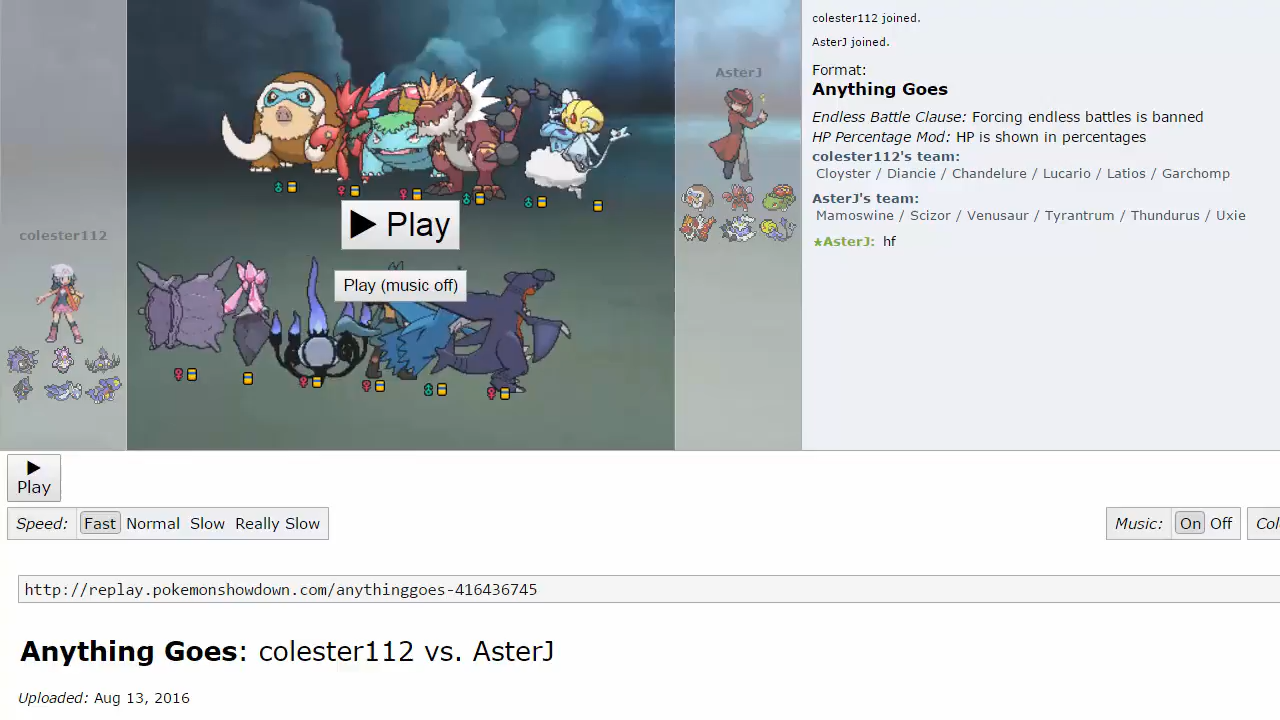 colester112 joined.
AsterJ joined.
Format:
Anything Goes
Endless Battle Clause: Forcing endless battles is banned
HP Percentage Mod: HP is shown in percentages
colester112's team:
Cloyster / Diancie / Chandelure / Lucario / Latios / Garchomp
AsterJ's team:
Mamoswine / Scizor / Venusaur / Tyrantrum / Thundurus / Uxie
★AsterJ: hf
AsterJ
colester112
▶ Play
Play (music off)
▶
Play
Speed: Fast Normal Slow Really Slow
Music: On Off
http://replay.pokemonshowdown.com/anythinggoes-416436745
Anything Goes: colester112 vs. AsterJ
Uploaded: Aug 13, 2016